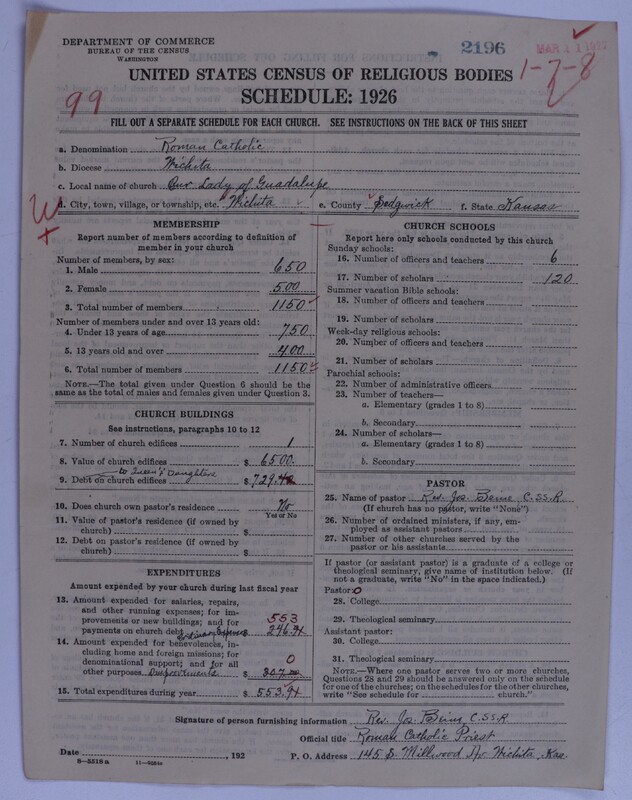 DEPARTMENT OF COMMERCE
BUREAU OF THE CENSUS
WASHINGTON
2196
MAR 11
1-7-8
UNITED STATES CENSUS OF RELIGIOUS BODIES
SCHEDULE: 1926
99
FILL OUT A SEPARATE SCHEDULE FOR EACH CHURCH. SEE INSTRUCTIONS ON THE BACK OF THIS SHEET
a. Denomination Roman Catholic
b. Diocese Wichita
c. Local name of church Our Lady of Guadalupe
d. City, town, village, or township, etc. Wichita e. County Sedgwick f. State Kansas
MEMBERSHIP
Report number of members according to definition of
member in your church
Number of members, by sex:
1. Male 650
2. Female 500
3. Total number of members 1150
Number of members under and over 13 years old:
4. Under 13 years of age 750
5. 13 years old and over 400
6. Total number of members 1150
NOTE.—The total given under Question 6 should be
same as the total of males and females given under Question 3.
CHURCH BUILDINGS
See instructions, paragraphs 10 to 12
7. Number of church edifices 1
8. Value of church edifices $ 6500.
to Queen's Daughters
9. Debt on church edifices $ 729.
10. Does church own pastor's residence No
Yes or No
11. Value of pastor's residence (if owned by
church) $
12. Debt on pastor's residence (if owned by
church) $
EXPENDITURES
Amount expended by your church during last fiscal year
13. Amount expended for salaries, repairs,
and other running expenses; for im-
provements or new buildings; and for 553
payments on church debt Ordinary Expenses 246.94
14. Amount expended for benevolences, in-
cluding home and foreign missions; for
denominational support; and for all 0
other purposes Improvements $ 307.00
15. Total expenditures during year $ 553.94
CHURCH SCHOOLS
Report here only schools conducted by this church
Sunday schools:
16. Number of officers and teachers 6
17. Number of scholars 120
Summer vacation Bible schools:
18. Number of officers and teachers
19. Number of scholars
Week-day religious schools:
20. Number of officers and teachers
21. Number of scholars
Parochial schools:
22. Number of administrative officers
23. Number of teachers—
a. Elementary (grades 1 to 8)
b. Secondary
24. Number of scholars—
a. Elementary (grades 1 to 8)
b. Secondary
PASTOR
25. Name of pastor Rev. Jos. Beine C.SS.R
(If church has no pastor, write "None")
26. Number of ordained ministers, if any, em-
ployed as assistant pastors
27. Number of other churches served by the
pastor or his assistants
If pastor (or assistant pastor) is a graduate of a college or
theological seminary, give name of institution below. (If
not a graduate, write "No" in the space indicated.)
Pastor: 0
28. College
29. Theological seminary
Assistant pastor:
30. College
31. Theological seminary
NOTE.—Where one pastor serves two or more churches,
Questions 28 and 29 should be answered only on the schedule
for one of the churches; on the schedules for the other churches,
write "See schedule for church."
Signature of person furnishing information Rev. Jos. Beine C.SS.R
Official title Roman Catholic Priest
Date , 192 P. O. Address 145 S. Millwood Av. Wichita, Kas.
8-5518a